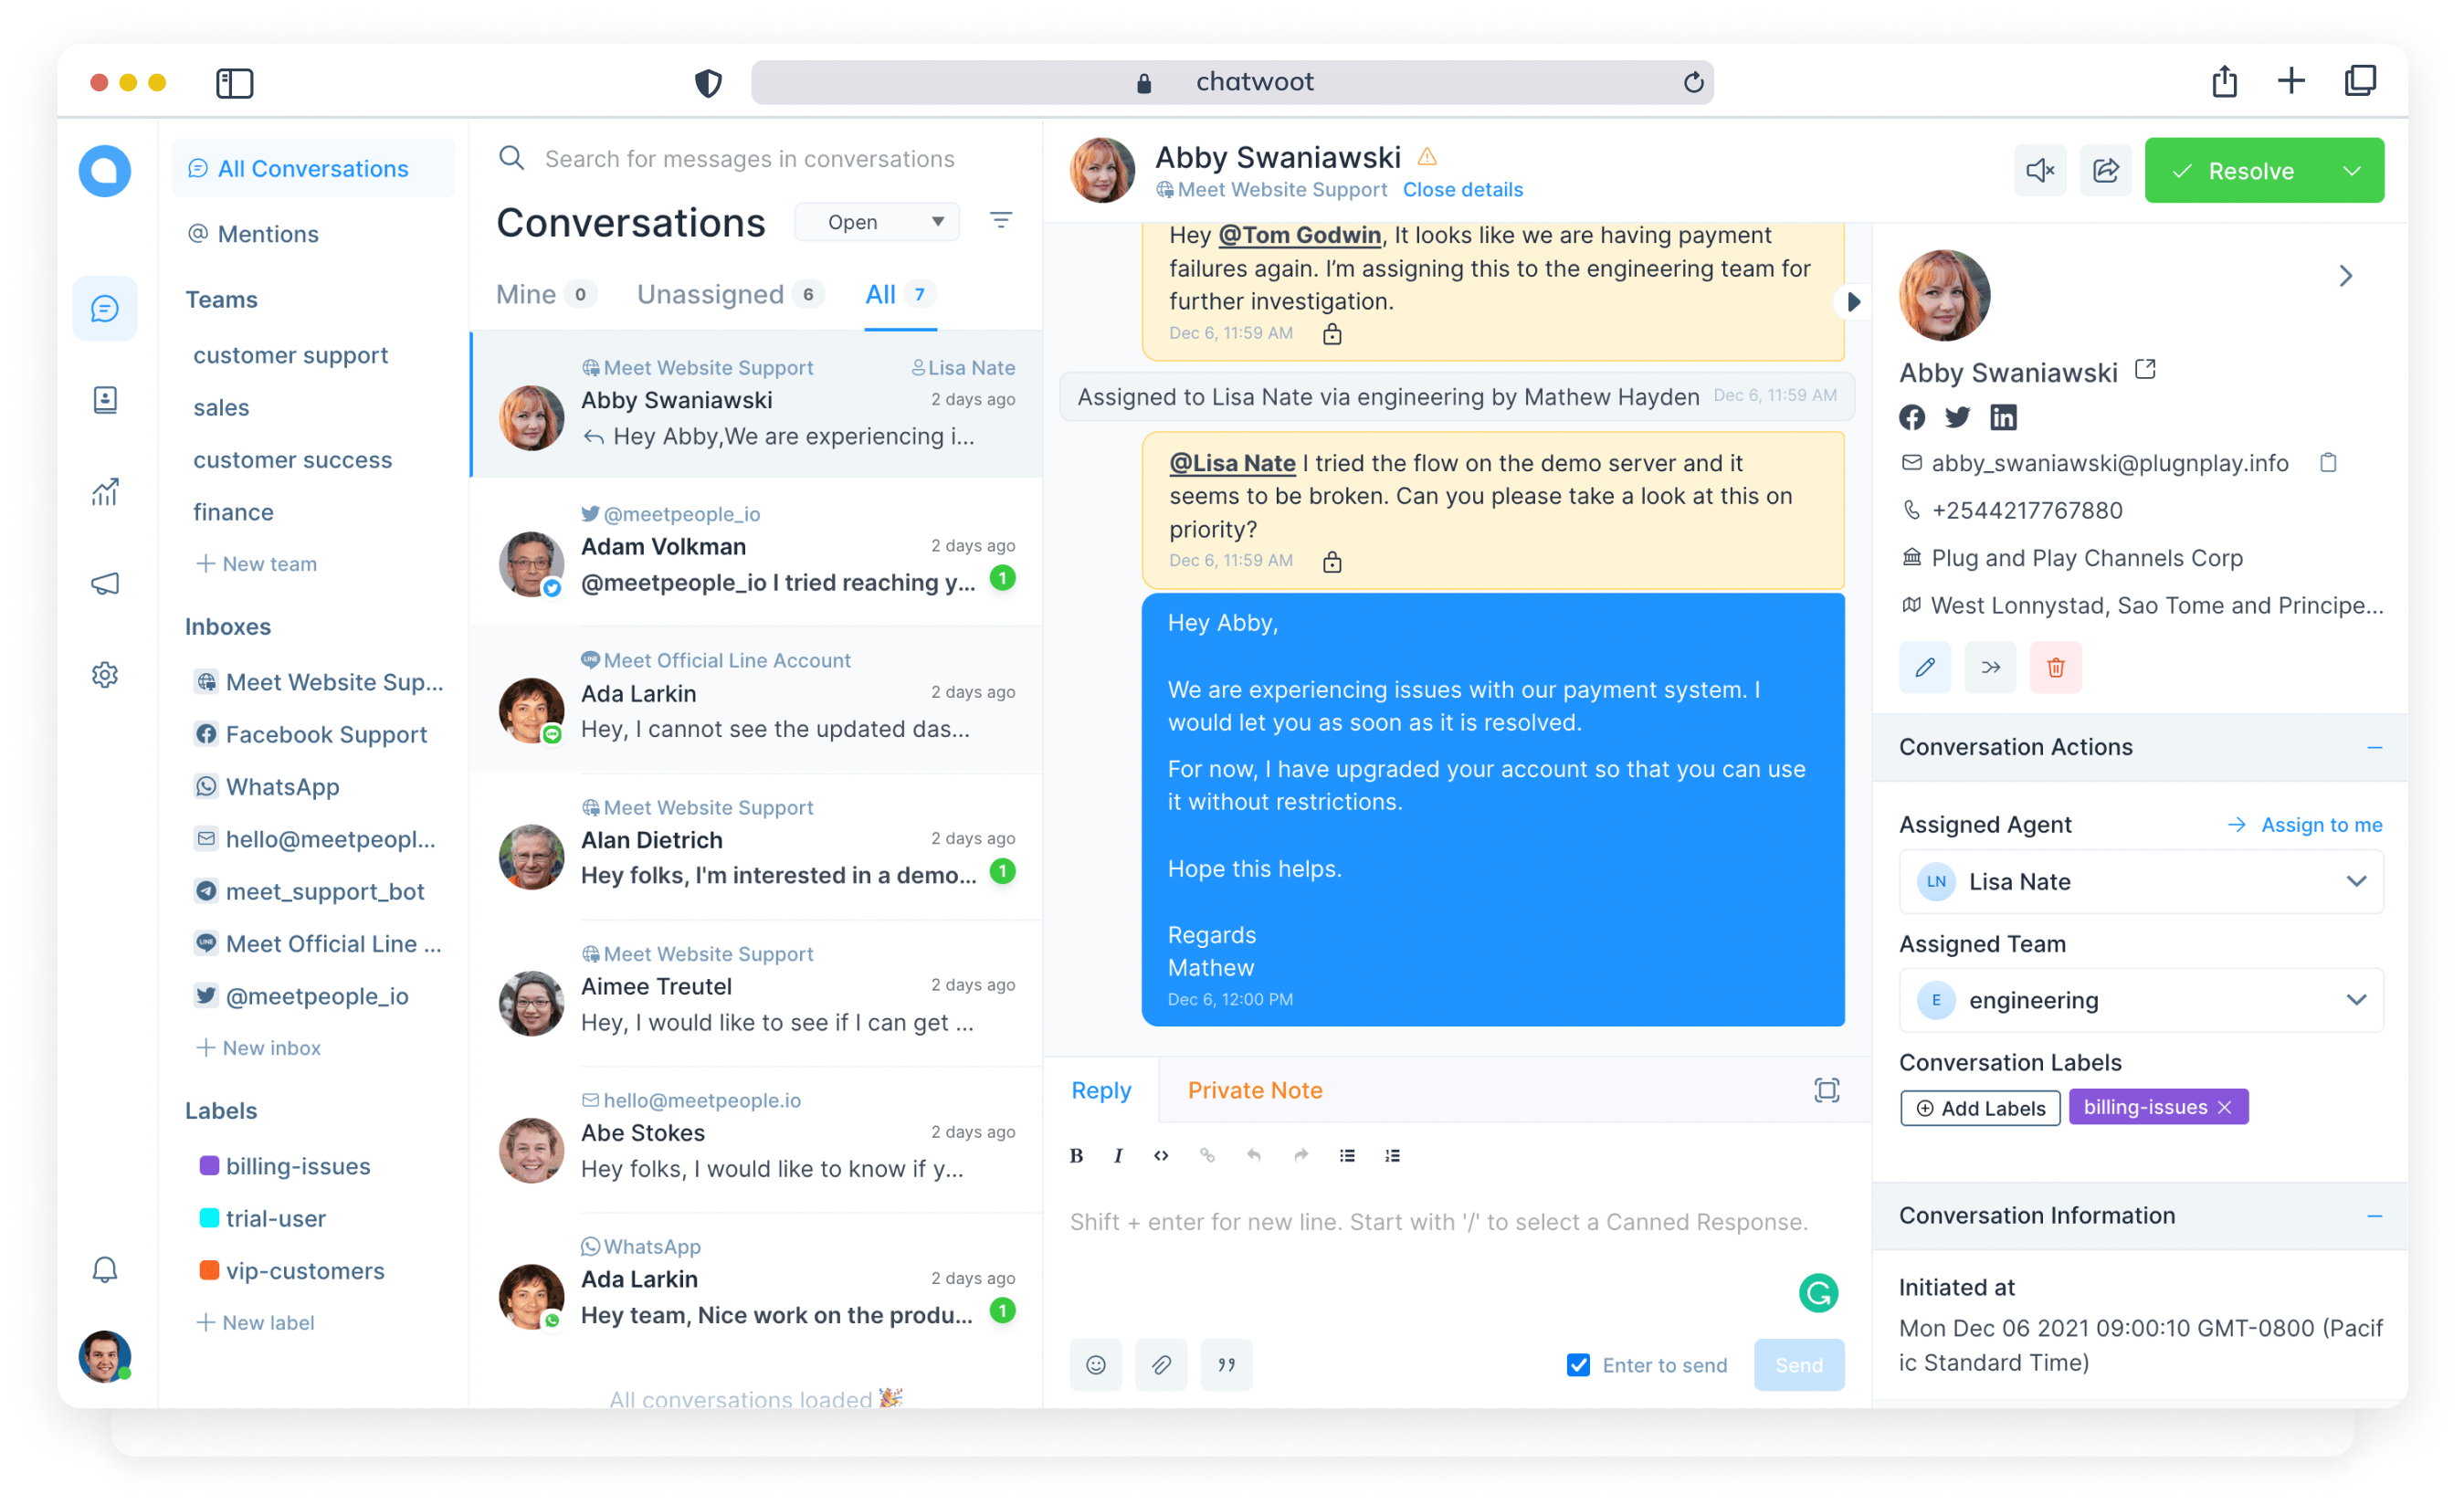 chatwoot
All Conversations
@ Mentions
Teams
customer support
sales
customer success
finance
+ New team
Inboxes
Meet Website Sup...
Facebook Support
WhatsApp
hello@meetpeopl...
meet_support_bot
LINE Meet Official Line ...
@meetpeople_io
+ New inbox
Labels
billing-issues
trial-user
vip-customers
+ New label
Search for messages in conversations
Conversations Open
Mine 0 Unassigned 6 All 7
Meet Website Support Lisa Nate
Abby Swaniawski 2 days ago
Hey Abby,We are experiencing i...
@meetpeople_io
Adam Volkman 2 days ago
@meetpeople_io I tried reaching y... 1
LINE Meet Official Line Account
Ada Larkin 2 days ago
Hey, I cannot see the updated das...
Meet Website Support
Alan Dietrich 2 days ago
Hey folks, I'm interested in a demo... 1
Meet Website Support
Aimee Treutel 2 days ago
Hey, I would like to see if I can get ...
hello@meetpeople.io
Abe Stokes 2 days ago
Hey folks, I would like to know if y...
WhatsApp
Ada Larkin 2 days ago
Hey team, Nice work on the produ... 1
All conversations loaded 🎉
Abby Swaniawski
Meet Website Support Close details
Resolve
Hey @Tom Godwin, It looks like we are having payment
failures again. I’m assigning this to the engineering team for
further investigation.
Dec 6, 11:59 AM
Assigned to Lisa Nate via engineering by Mathew Hayden Dec 6, 11:59 AM
@Lisa Nate I tried the flow on the demo server and it
seems to be broken. Can you please take a look at this on
priority?
Dec 6, 11:59 AM
Hey Abby,
We are experiencing issues with our payment system. I
would let you as soon as it is resolved.
For now, I have upgraded your account so that you can use
it without restrictions.
Hope this helps.
Regards
Mathew
Dec 6, 12:00 PM
Reply Private Note
B I
Shift + enter for new line. Start with '/' to select a Canned Response.
Enter to send Send
Abby Swaniawski
abby_swaniawski@plugnplay.info
+2544217767880
Plug and Play Channels Corp
West Lonnystad, Sao Tome and Principe...
Conversation Actions
Assigned Agent Assign to me
LN Lisa Nate
Assigned Team
E engineering
Conversation Labels
Add Labels billing-issues
Conversation Information
Initiated at
Mon Dec 06 2021 09:00:10 GMT-0800 (Pacif
ic Standard Time)